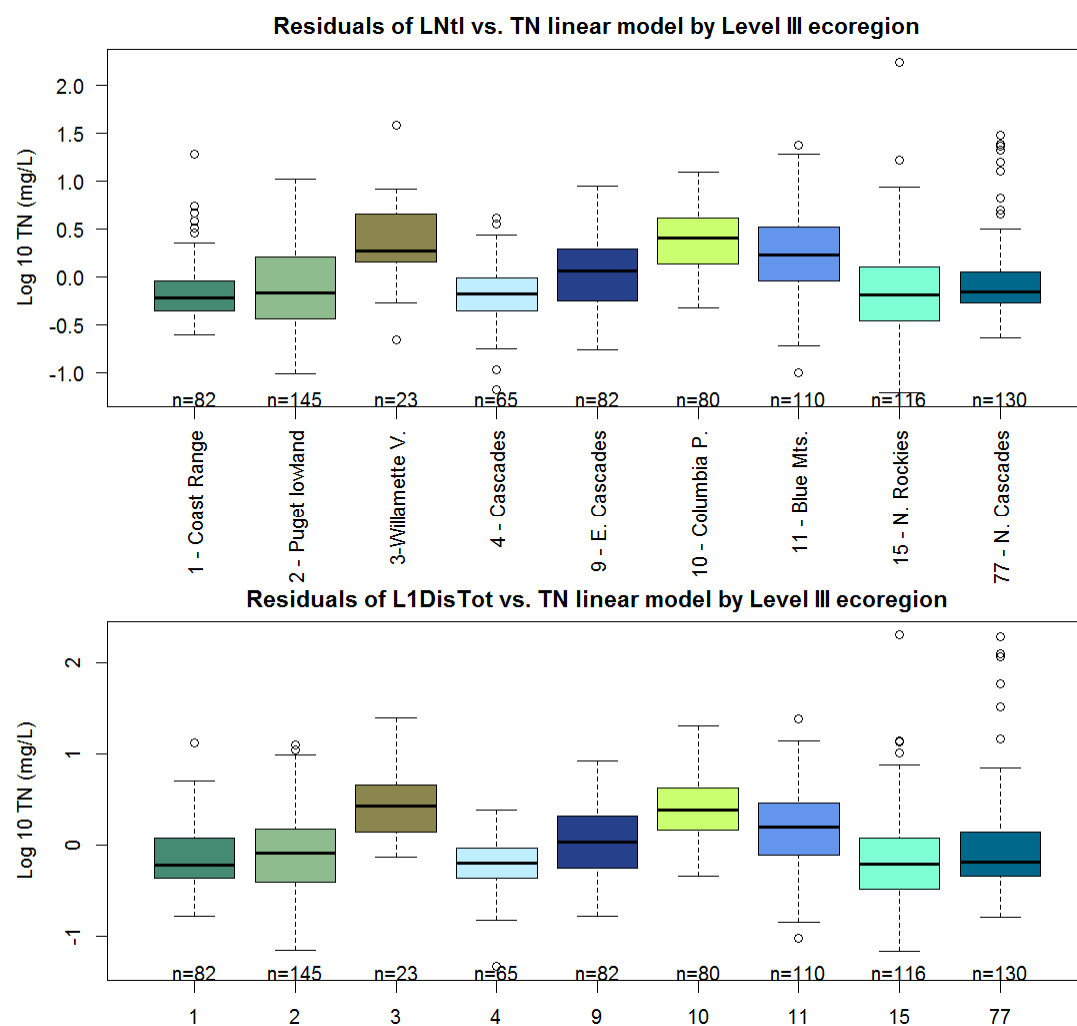 Residuals of LNtl vs. TN linear model by Level III ecoregion
Log 10 TN (mg/L)
2.0
1.5
1.0
0.5
0.0
-0.5
-1.0
n=82 n=145 n=23 n=65 n=82 n=80 n=110 n=116 n=130
1 - Coast Range
2 - Puget lowland
3-Willamette V.
4 - Cascades
9 - E. Cascades
10 - Columbia P.
11 - Blue Mts.
15 - N. Rockies
77 - N. Cascades
Residuals of L1DisTot vs. TN linear model by Level III ecoregion
Log 10 TN (mg/L)
2
1
0
-1
n=82 n=145 n=23 n=65 n=82 n=80 n=110 n=116 n=130
1 2 3 4 9 10 11 15 77